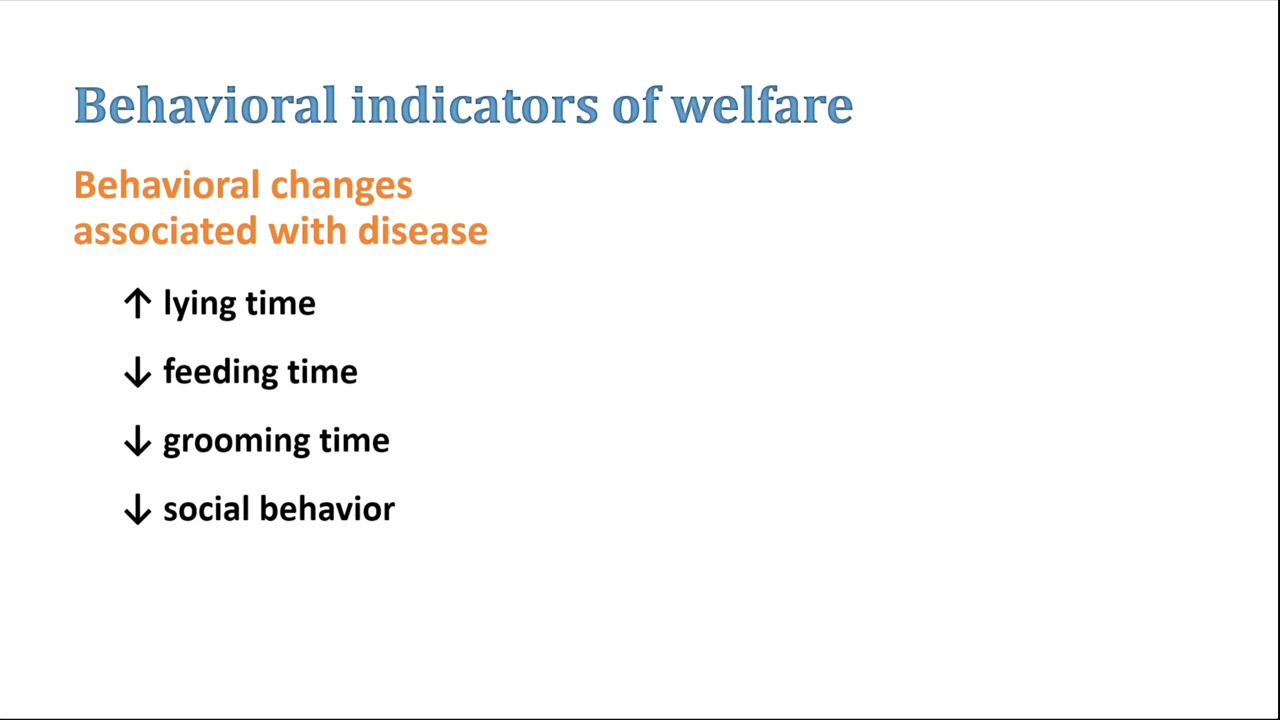 Behavioral indicators of welfare
Behavioral changes
associated with disease
↑ lying time
↓ feeding time
↓ grooming time
↓ social behavior